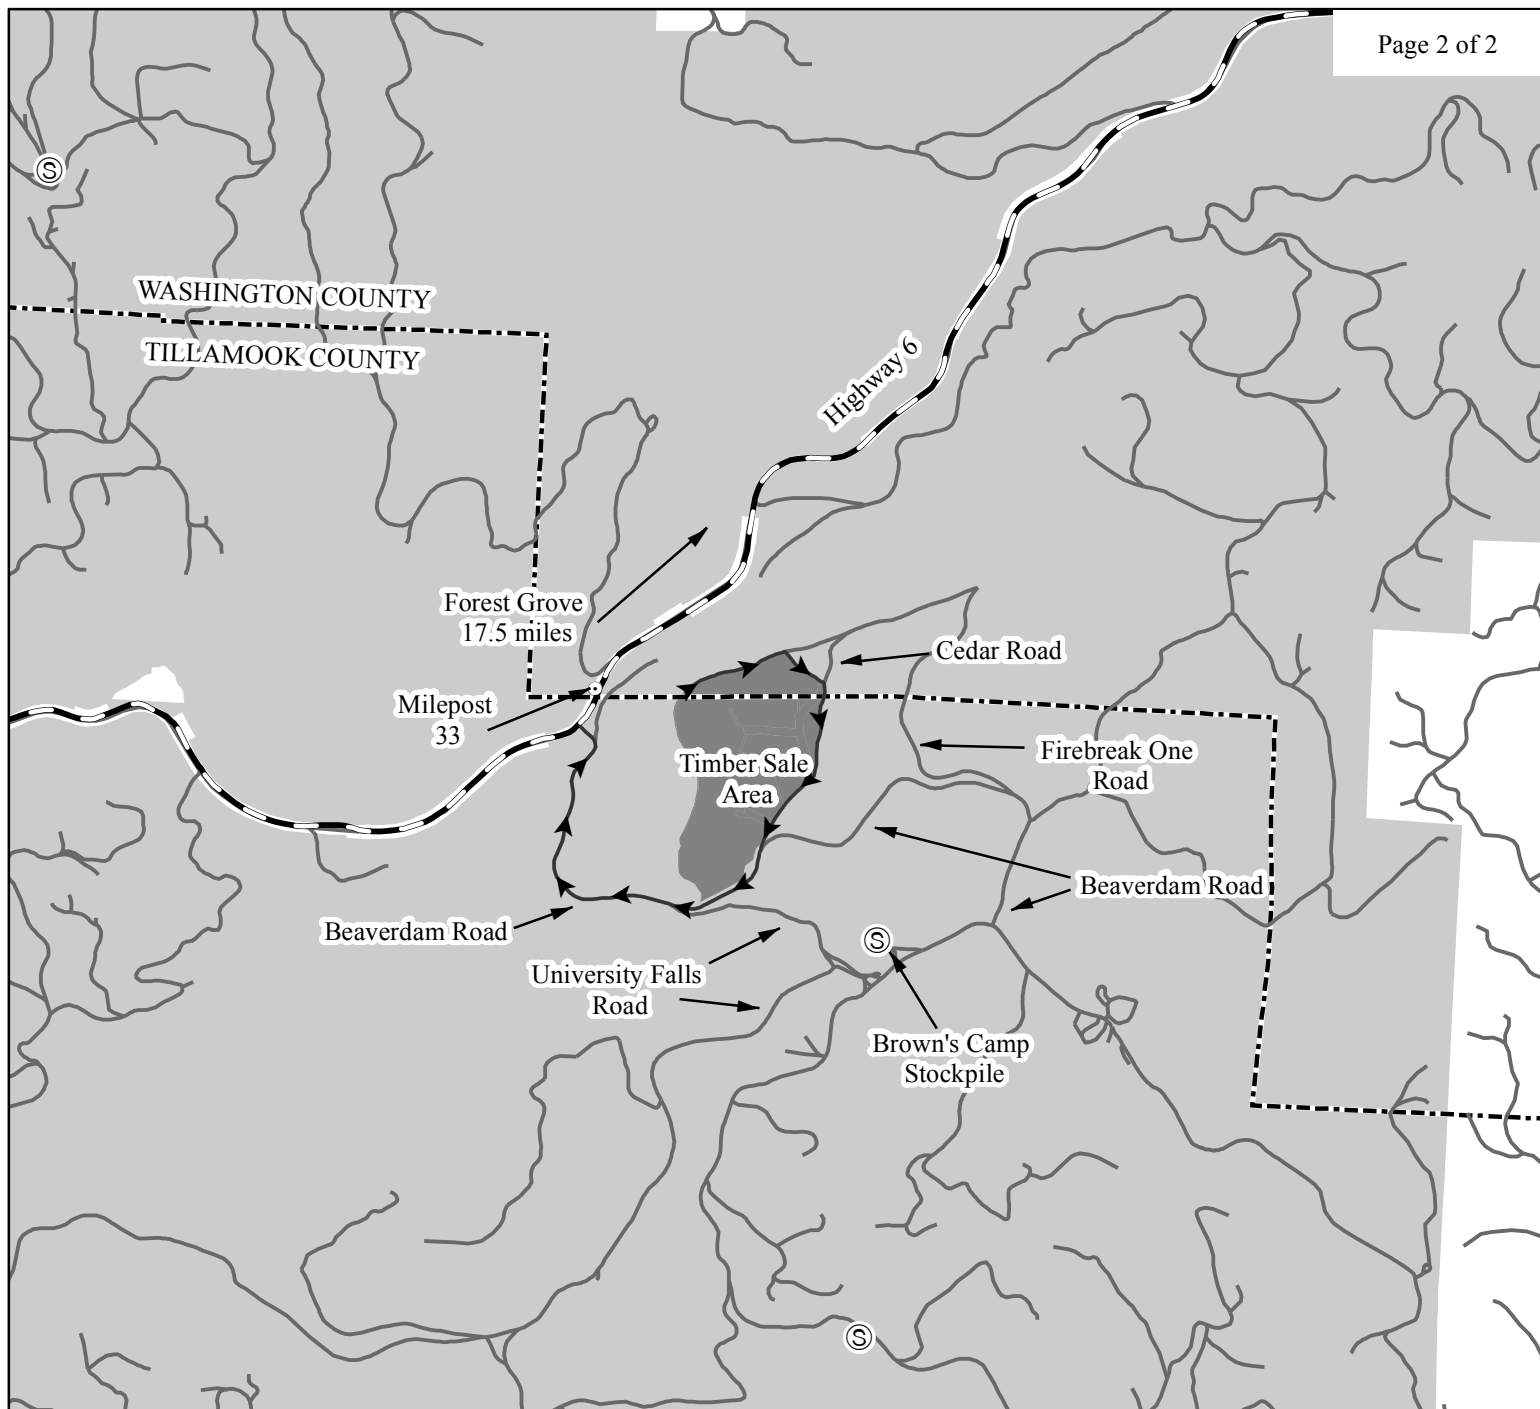 Page 2 of 2
Ⓢ
WASHINGTON COUNTY
TILLAMOOK COUNTY
Highway 6
Forest Grove
17.5 miles
Cedar Road
Milepost
33
Firebreak One
Road
Timber Sale
Area
Beaverdam Road
Beaverdam Road
Ⓢ
University Falls
Road
Brown's Camp
Stockpile
Ⓢ